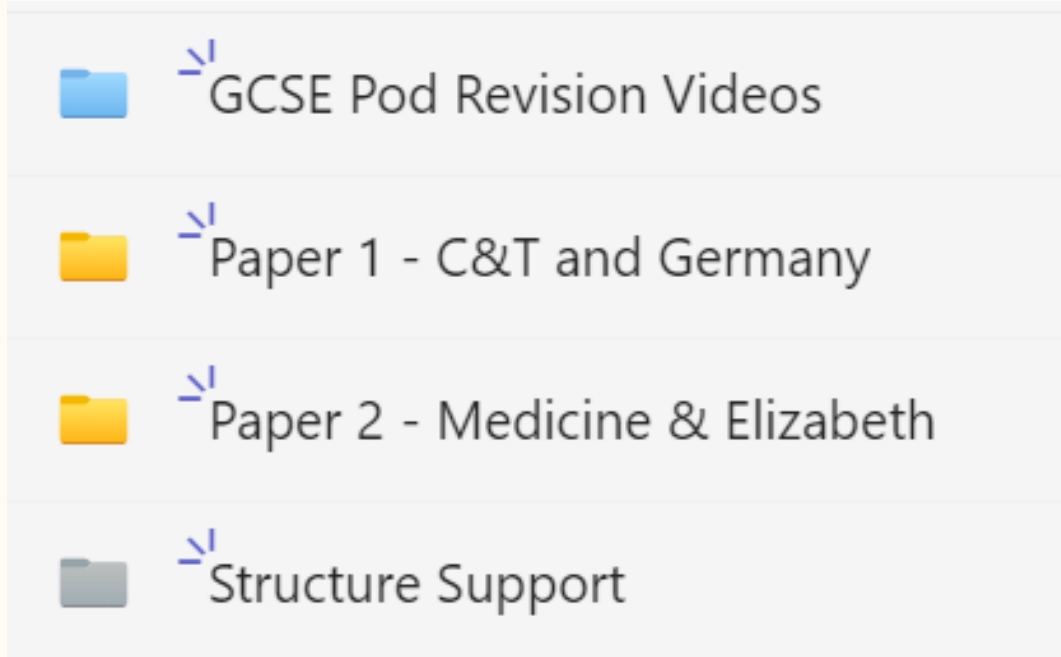 GCSE Pod Revision Videos
Paper 1 - C&T and Germany
Paper 2 - Medicine & Elizabeth
Structure Support